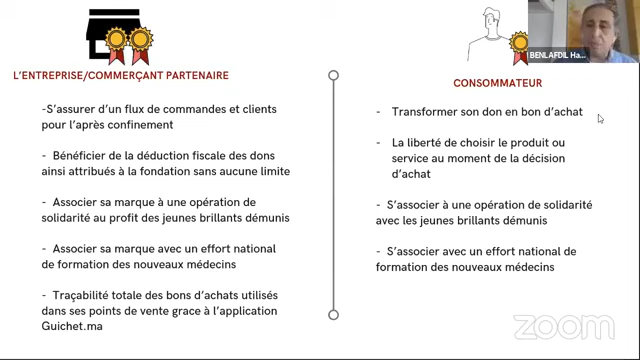 L'ENTREPRISE/COMMERÇANT PARTENAIRE
-S'assurer d'un flux de commandes et clients
pour l'après confinement
- Bénéficier de la déduction fiscale des dons
ainsi attribués à la fondation sans aucune limite
- Associer sa marque à une opération de
solidarité au profit des jeunes brillants démunis
- Associer sa marque avec un effort national
de formation des nouveaux médecins
- Traçabilité totale des bons d'achats utilisés
dans ses points de vente grace à l'application
Guichet.ma
BENLAFDIL Ha...
CONSOMMATEUR
- Transformer son don en bon d'achat
- La liberté de choisir le produit ou
service au moment de la décision
d'achat
- S'associer à une opération de solidarité
avec les jeunes brillants démunis
- S'associer avec un effort national de
formation des nouveaux médecins
zoom